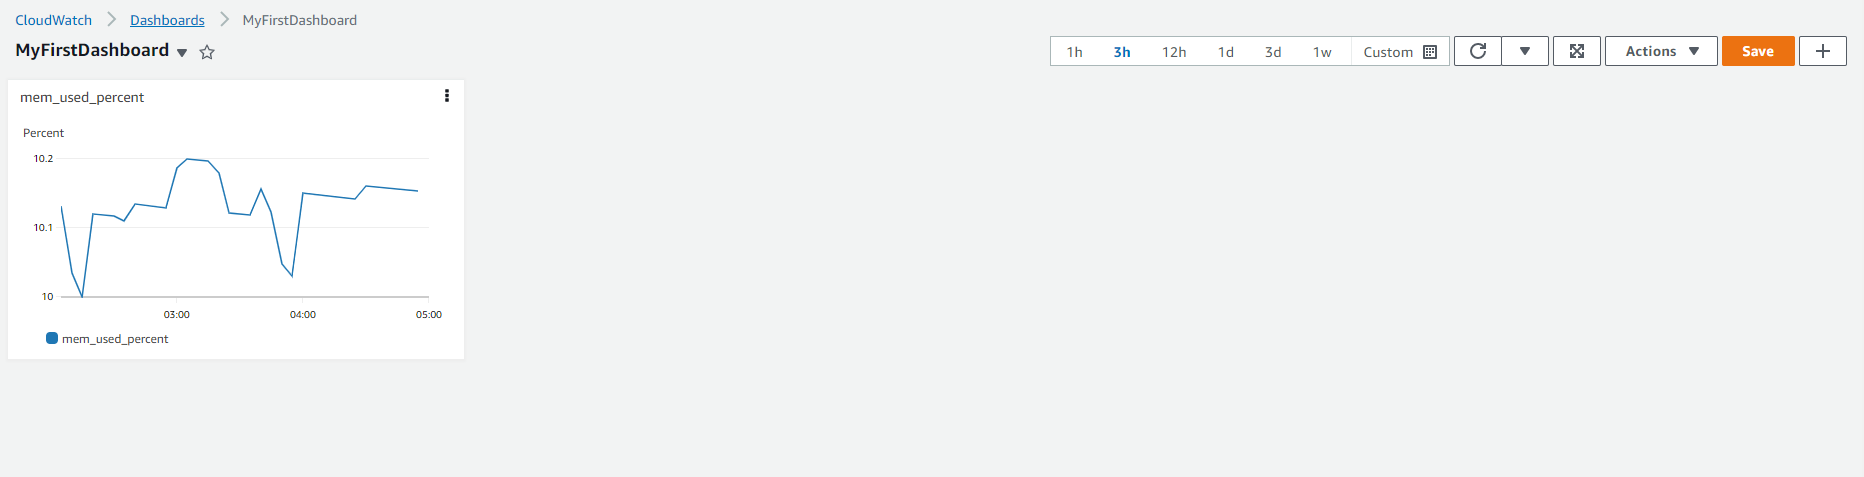 CloudWatch Dashboards MyFirstDashboard
MyFirstDashboard
1h 3h 12h 1d 3d 1w Custom Actions Save
mem_used_percent
Percent
10.2
10.1
10
03:00 04:00 05:00
mem_used_percent